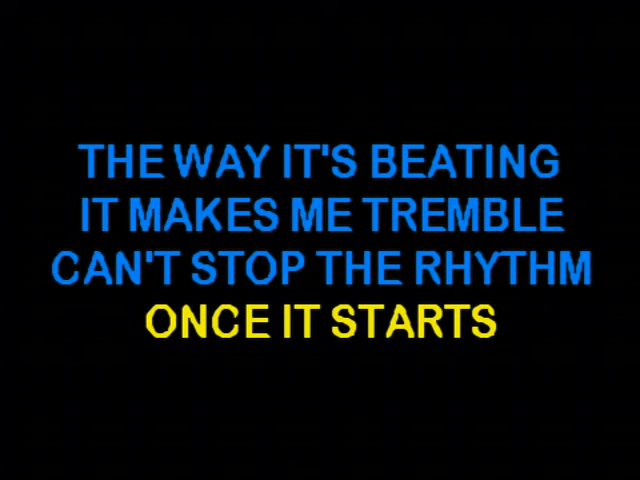 THE WAY IT'S BEATING
IT MAKES ME TREMBLE
CAN'T STOP THE RHYTHM
ONCE IT STARTS